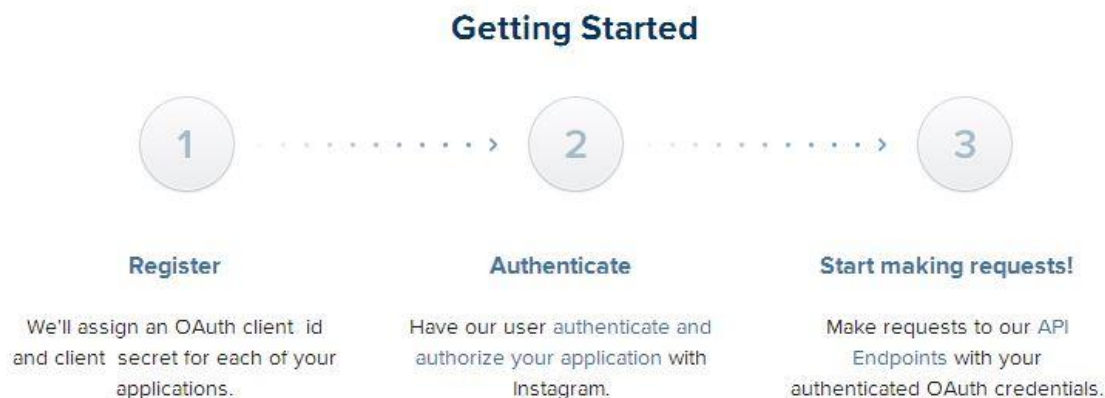 Getting Started
1
2
3
Register
We'll assign an OAuth client id
and client secret for each of your
applications.
Authenticate
Have our user authenticate and
authorize your application with
Instagram.
Start making requests!
Make requests to our API
Endpoints with your
authenticated OAuth credentials.